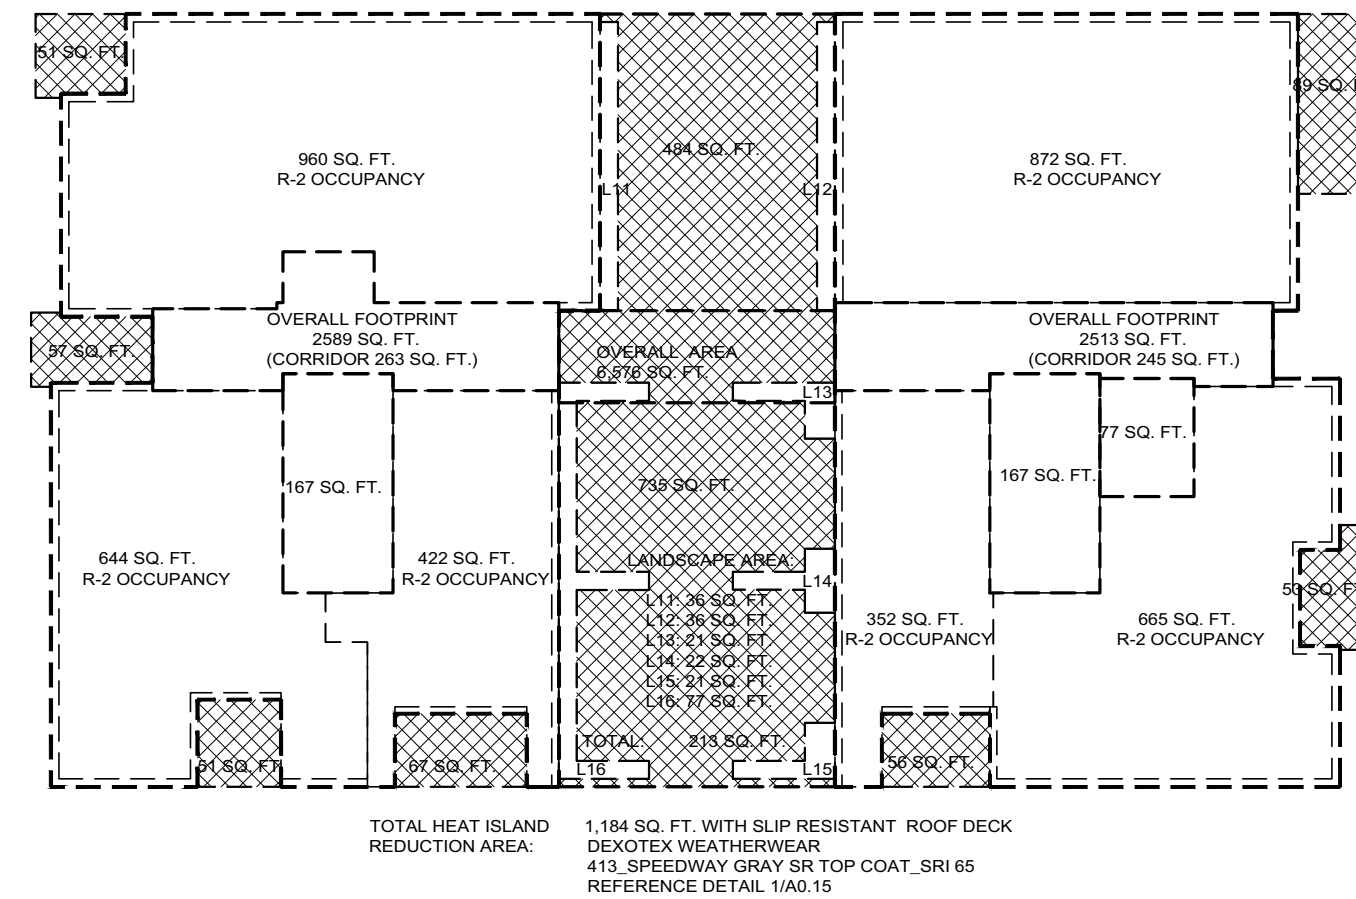 51 SQ. FT.
89 SQ.
960 SQ. FT.
R-2 OCCUPANCY
484 SQ. FT.
872 SQ. FT.
R-2 OCCUPANCY
L11
L12
OVERALL FOOTPRINT
2589 SQ. FT.
(CORRIDOR 263 SQ. FT.)
OVERALL FOOTPRINT
2513 SQ. FT.
(CORRIDOR 245 SQ. FT.)
57 SQ. FT.
OVERALL AREA
6,576 SQ. FT.
L13
77 SQ. FT.
167 SQ. FT.
735 SQ. FT.
167 SQ. FT.
644 SQ. FT.
R-2 OCCUPANCY
422 SQ. FT.
R-2 OCCUPANCY
LANDSCAPE AREA:
L14
L11: 36 SQ. FT.
L12: 36 SQ. FT.
L13: 21 SQ. FT.
L14: 22 SQ. FT.
L15: 21 SQ. FT.
L16: 77 SQ. FT.
TOTAL: 213 SQ. FT.
352 SQ. FT.
R-2 OCCUPANCY
665 SQ. FT.
R-2 OCCUPANCY
51 SQ. FT.
67 SQ. FT.
L16
L15
56 SQ. FT.
TOTAL HEAT ISLAND 1,184 SQ. FT. WITH SLIP RESISTANT ROOF DECK
REDUCTION AREA: DEXOTEX WEATHERWEAR
413_SPEEDWAY GRAY SR TOP COAT_SRI 65
REFERENCE DETAIL 1/A0.15